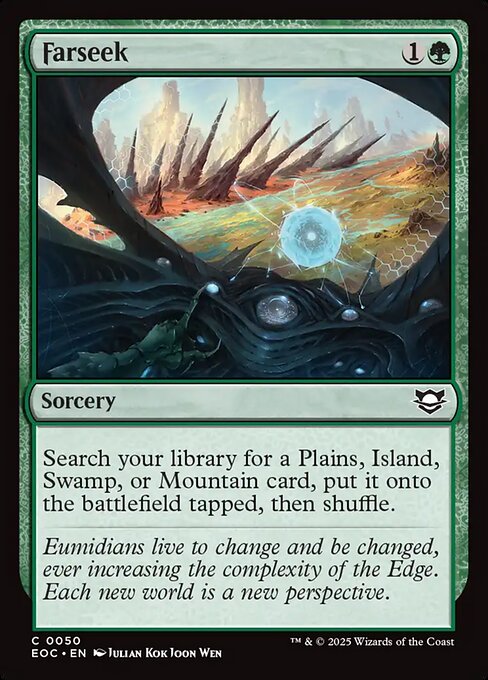 Farseek 1
Sorcery
Search your library for a Plains, Island,
Swamp, or Mountain card, put it onto
the battlefield tapped, then shuffle.
Eumidians live to change and be changed,
ever increasing the complexity of the Edge.
Each new world is a new perspective.
C 0050
EOC • EN Julian Kok Joon Wen
™ & © 2025 Wizards of the Coast